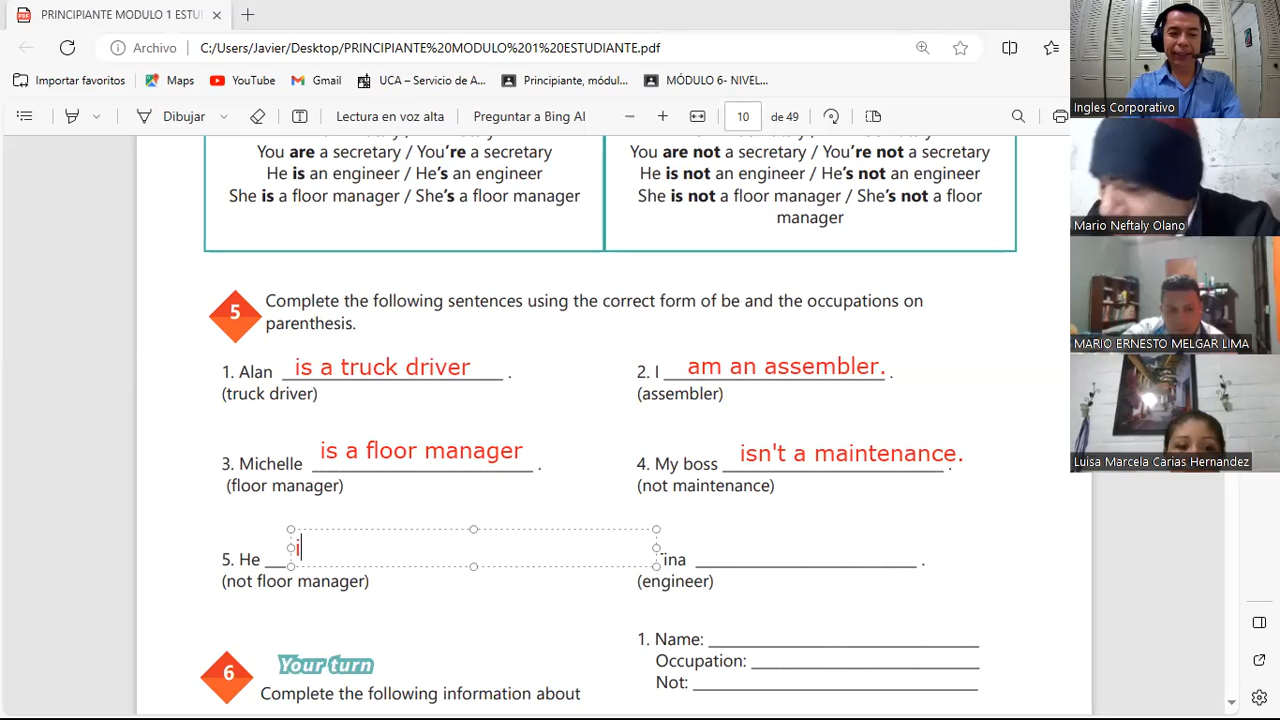 PRINCIPIANTE MODULO 1 ESTU
Archivo C:/Users/Javier/Desktop/PRINCIPIANTE%20MODULO%201%20ESTUDIANTE.pdf
Importar favoritos Maps YouTube Gmail UCA – Servicio de A... Principiante, módul... MÓDULO 6- NIVEL...
Dibujar Lectura en voz alta Preguntar a Bing AI 10 de 49
You are a secretary / You're a secretary
He is an engineer / He's an engineer
She is a floor manager / She's a floor manager
You are not a secretary / You're not a secretary
He is not an engineer / He's not an engineer
She is not a floor manager / She's not a floor
manager
5 Complete the following sentences using the correct form of be and the occupations on
parenthesis.
1. Alan is a truck driver .
(truck driver)
2. I am an assembler. .
(assembler)
3. Michelle is a floor manager .
(floor manager)
4. My boss isn't a maintenance. .
(not maintenance)
5. He i
(not floor manager)
ina .
(engineer)
6 Your turn
Complete the following information about
1. Name:
Occupation:
Not:
Ingles Corporativo
Mario Neftaly Olano
MARIO ERNESTO MELGAR LIMA
Luisa Marcela Carias Hernandez